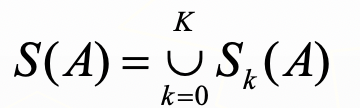 S(A) = ∪_{k=0}^{K} S_k(A)